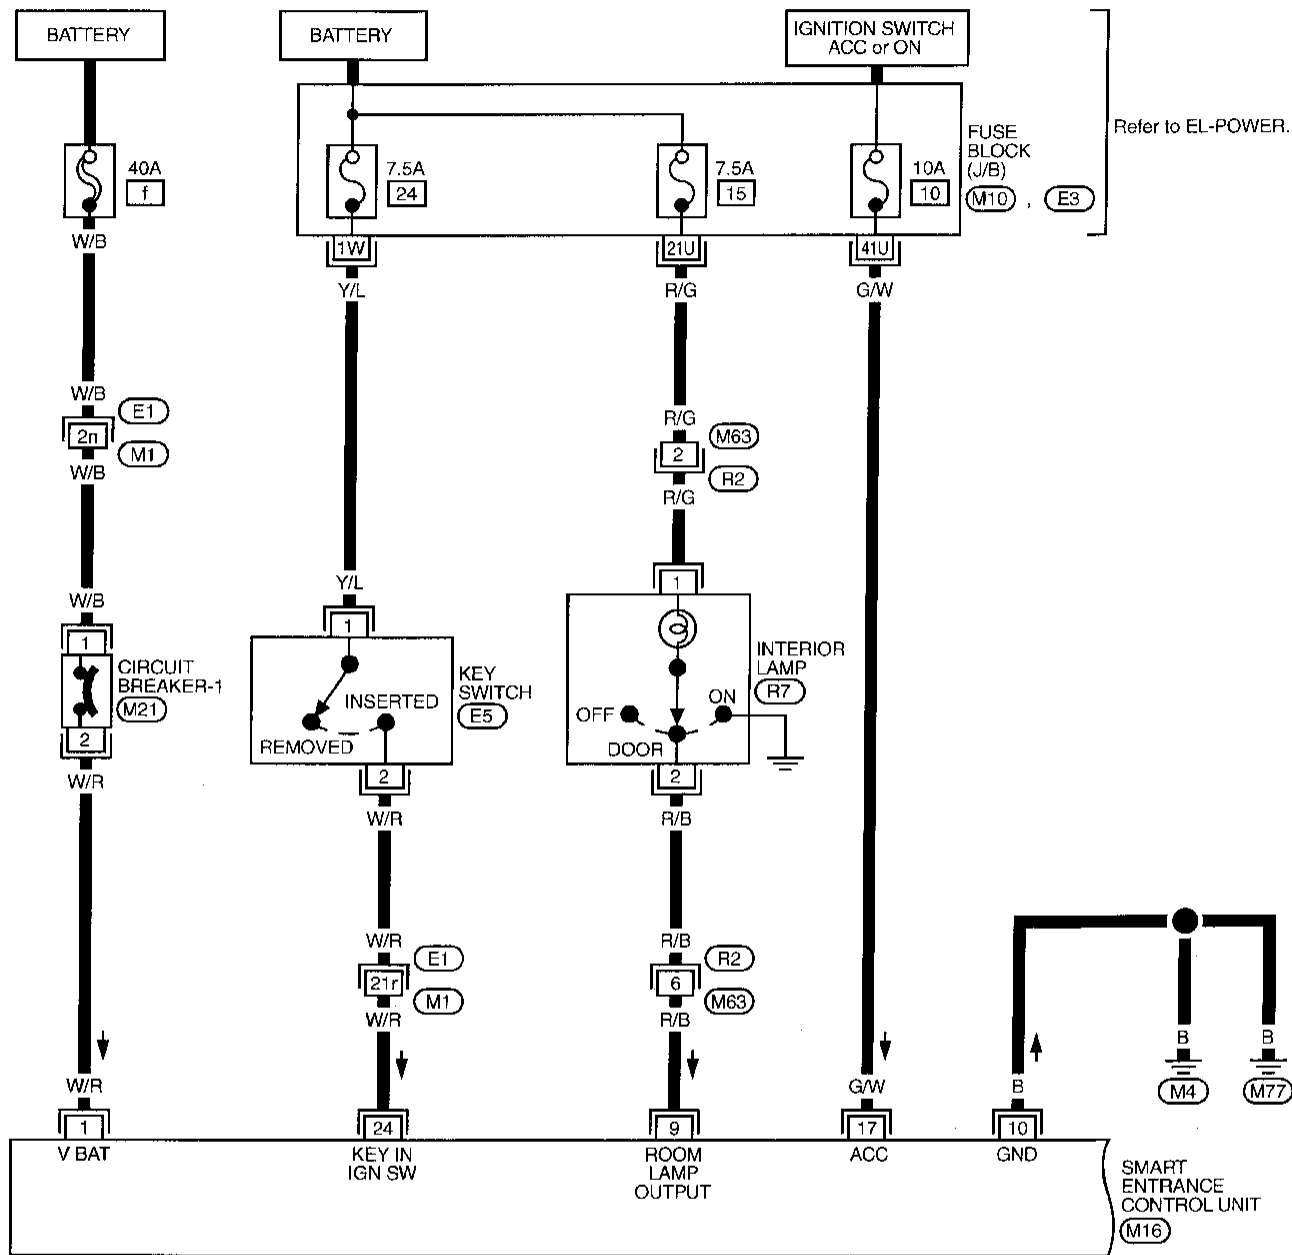 BATTERY
BATTERY
IGNITION SWITCH
ACC or ON
Refer to EL-POWER.
FUSE
BLOCK
(J/B)
M10 , E3
40A
f
7.5A
24
7.5A
15
10A
10
W/B
1W
21U
41U
Y/L
R/G
G/W
W/B
E1
2n
M1
W/B
R/G
M63
2
R2
R/G
W/B
Y/L
1
1
1
CIRCUIT
BREAKER-1
M21
2
W/R
INSERTED
REMOVED
KEY
SWITCH
E5
2
W/R
INTERIOR
LAMP
R7
ON
OFF
DOOR
2
R/B
W/R
E1
21r
M1
W/R
R/B
R2
6
M63
R/B
W/R
G/W
B
B
B
M4
M77
1
24
9
17
10
V BAT
KEY IN
IGN SW
ROOM
LAMP
OUTPUT
ACC
GND
SMART
ENTRANCE
CONTROL UNIT
M16